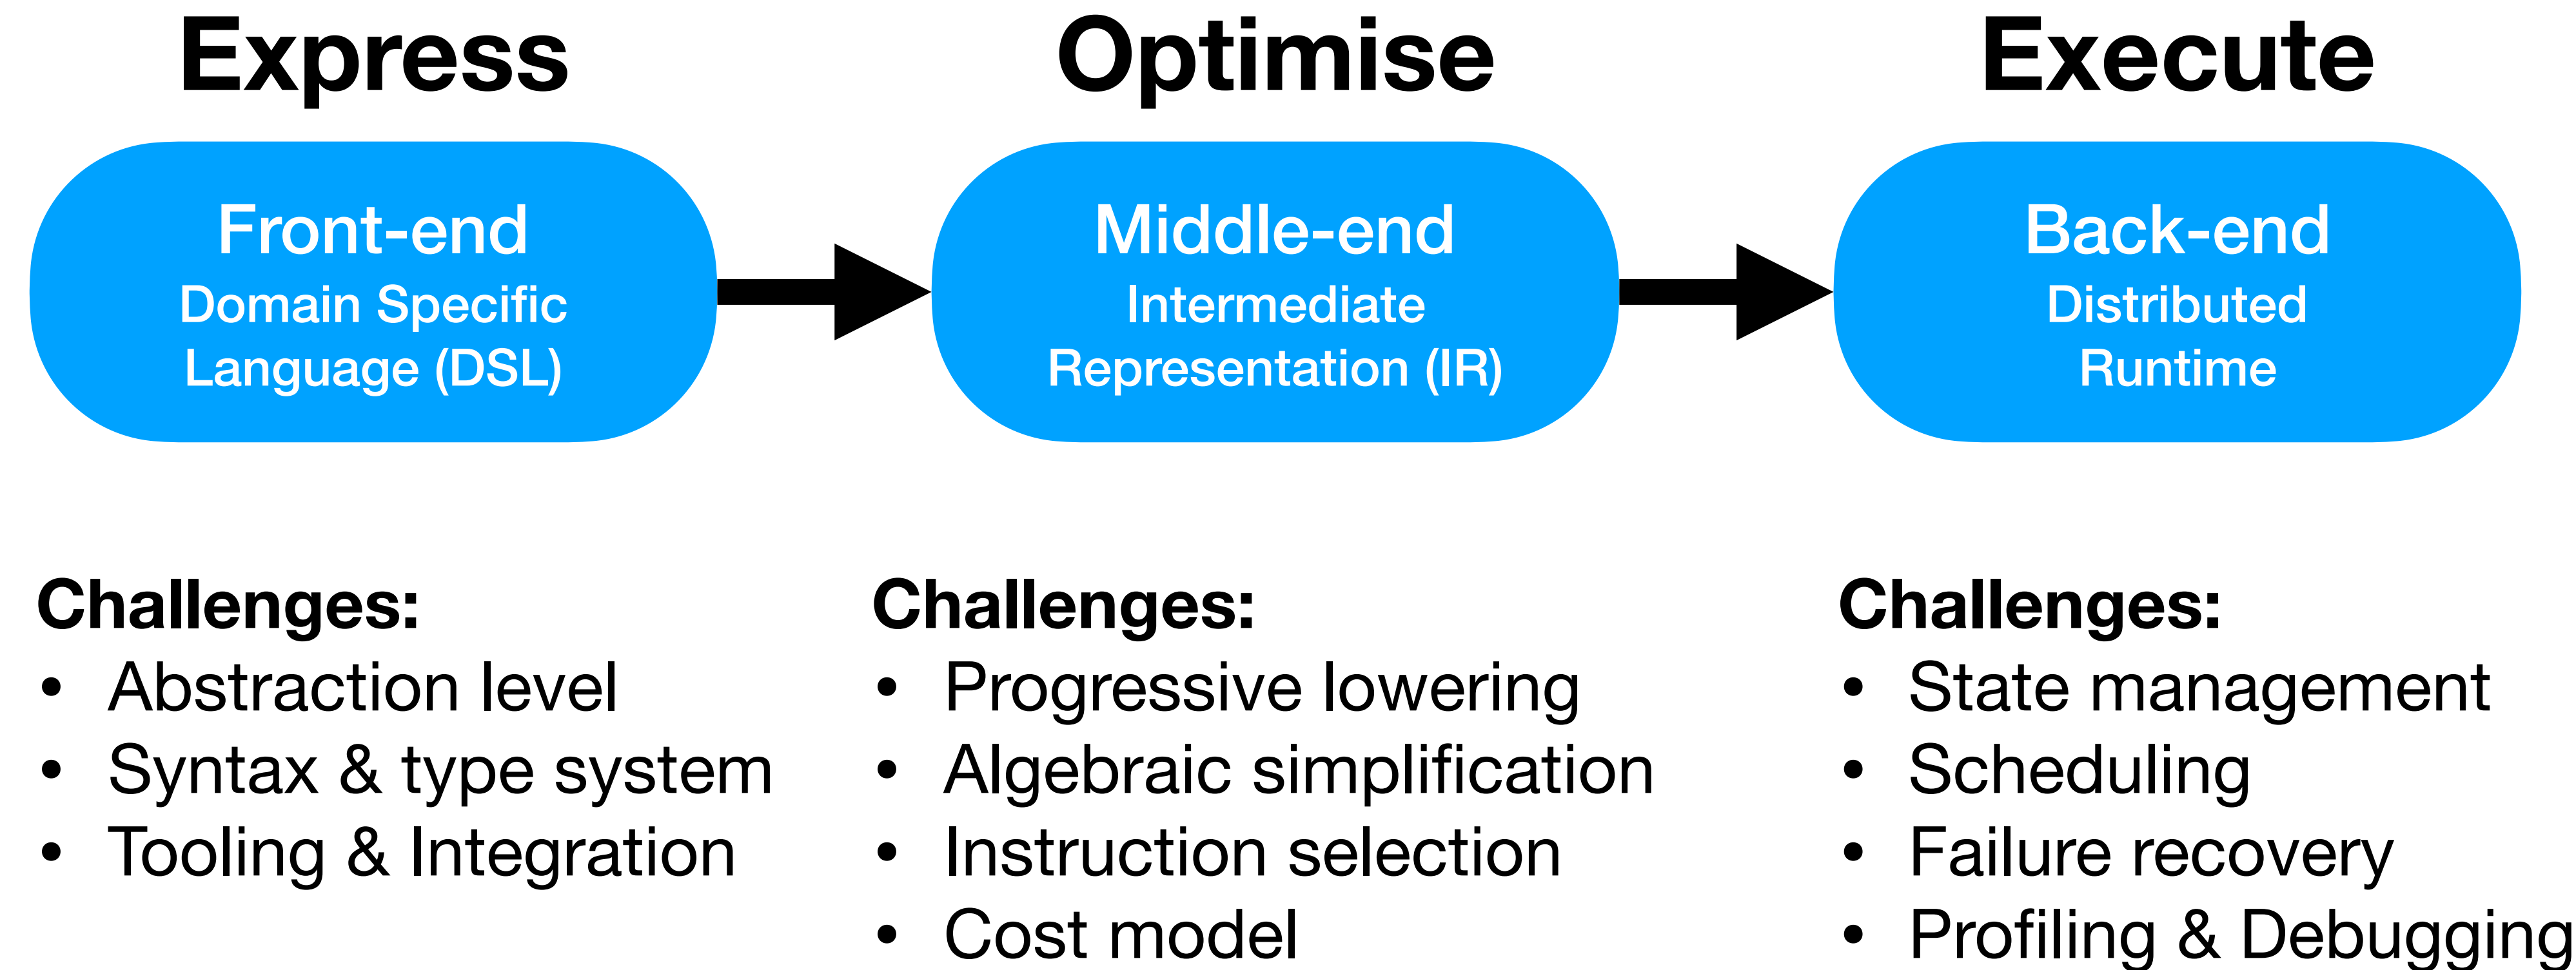 Express
Front-end
Domain Specific
Language (DSL)
Challenges:
• Abstraction level
• Syntax & type system
• Tooling & Integration
Optimise
Middle-end
Intermediate
Representation (IR)
Challenges:
• Progressive lowering
• Algebraic simplification
• Instruction selection
• Cost model
Execute
Back-end
Distributed
Runtime
Challenges:
• State management
• Scheduling
• Failure recovery
• Profiling & Debugging